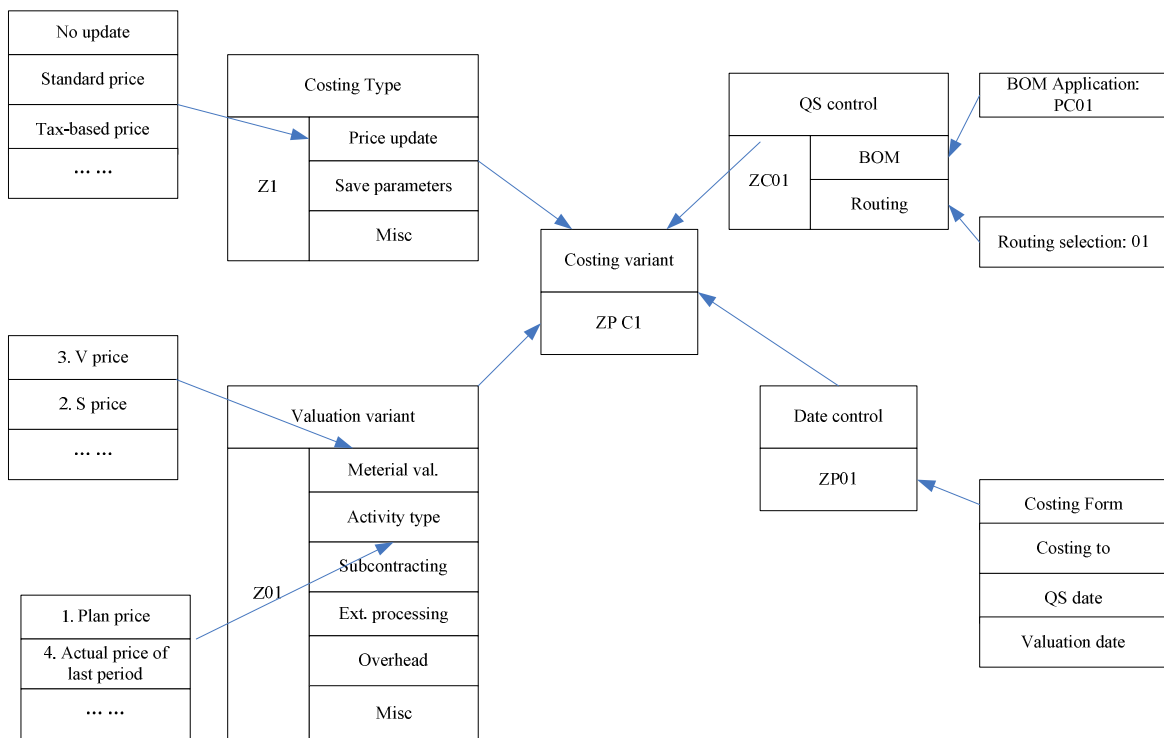 No update
Standard price
Tax-based price
... ...
Costing Type
Z1
Price update
Save parameters
Misc
QS control
ZC01
BOM
Routing
BOM Application:
PC01
Routing selection: 01
Costing variant
ZP C1
3. V price
2. S price
... ...
Valuation variant
Z01
Meterial val.
Activity type
Subcontracting
Ext. processing
Overhead
Misc
1. Plan price
4. Actual price of
last period
... ...
Date control
ZP01
Costing Form
Costing to
QS date
Valuation date